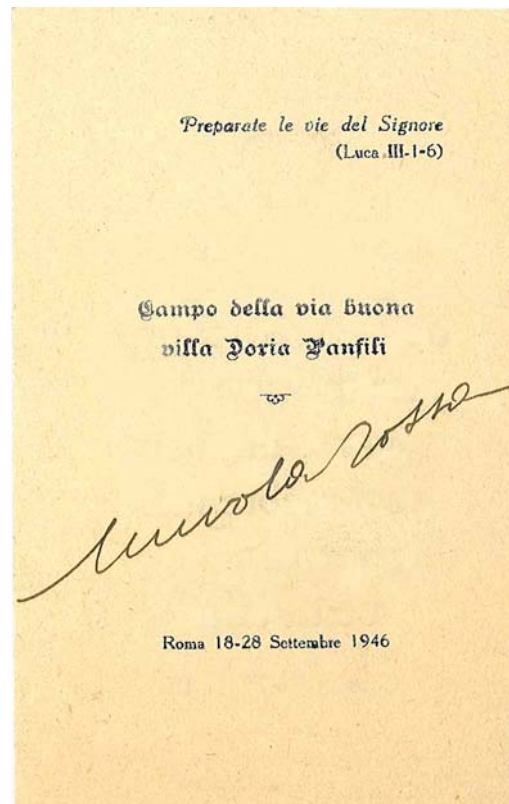 Preparate le vie del Signore
(Luca III-1-6)
Campo della via buona
villa Doria Panfili
Nuvola Rossa
Roma 18-28 Settembre 1946